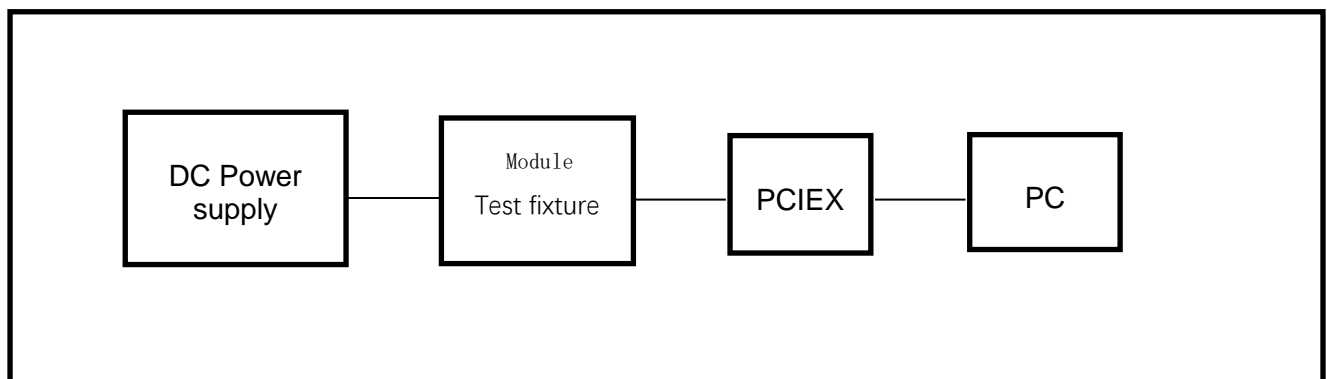 DC Power
supply
Module
Test fixture
PCIEX
PC